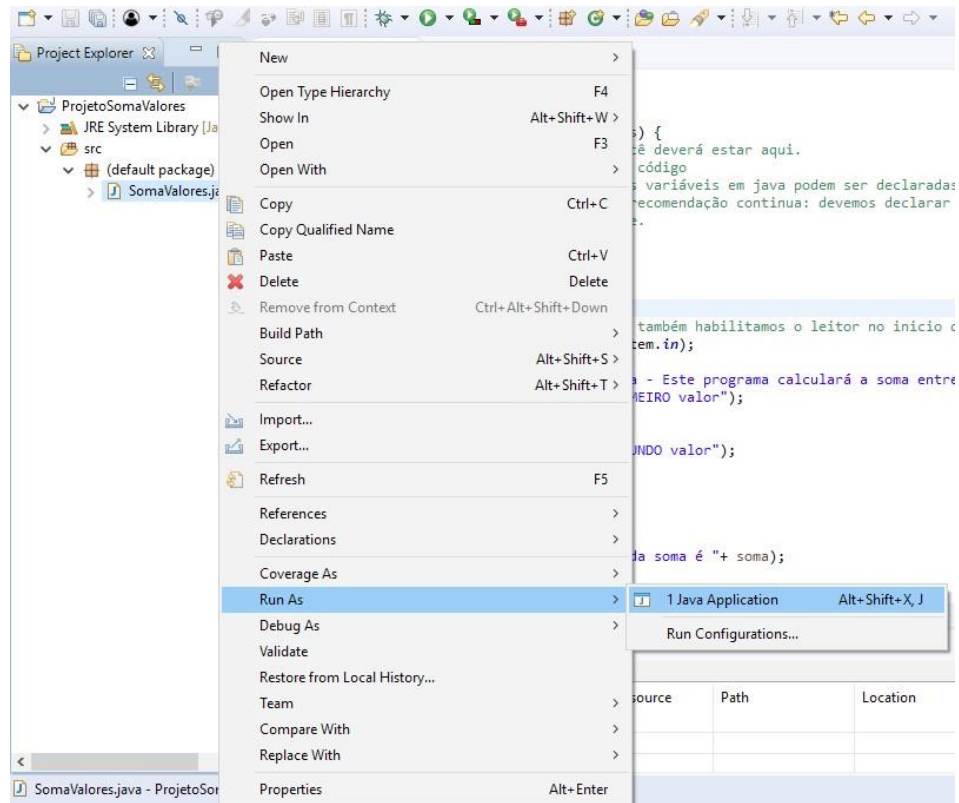 Project Explorer
ProjetoSomaValores
JRE System Library [Ja
src
(default package)
SomaValores.ja
New
Open Type Hierarchy F4
Show In Alt+Shift+W >
Open F3
Open With
Copy Ctrl+C
Copy Qualified Name
Paste Ctrl+V
Delete Delete
Remove from Context Ctrl+Alt+Shift+Down
Build Path
Source Alt+Shift+S >
Refactor Alt+Shift+T >
Import...
Export...
Refresh F5
References
Declarations
Coverage As
Run As
Debug As
Validate
Restore from Local History...
Team
Compare With
Replace With
Properties Alt+Enter
1 Java Application Alt+Shift+X, J
Run Configurations...
s) {
cê deverá estar aqui.
código
s variáveis em java podem ser declaradas
recomendação continua: devemos declarar
e.
também habilitamos o leitor no inicio
tem.in);
a - Este programa calculará a soma entre
MEIRO valor");
UNDO valor");
da soma é "+ soma);
source Path Location
SomaValores.java - ProjetoSor